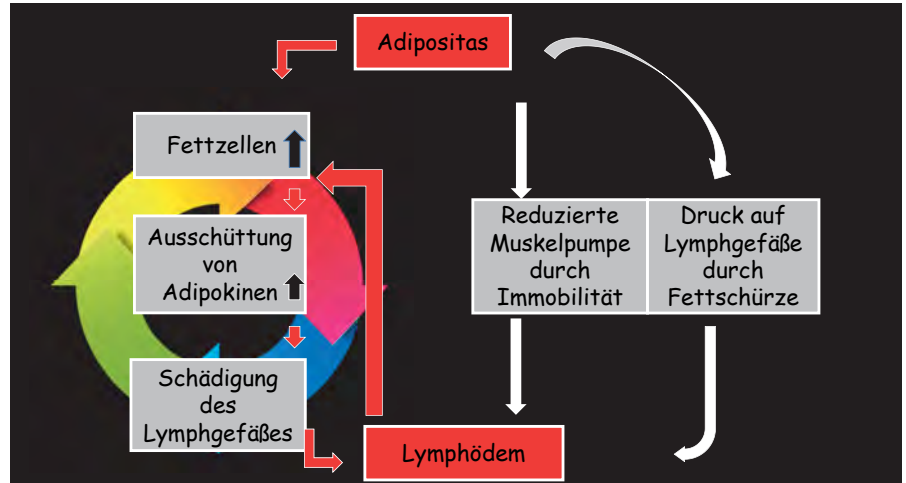 Adipositas
Fettzellen
Ausschüttung
von
Adipokinen
Schädigung
des
Lymphgefäßes
Reduzierte
Muskelpumpe
durch
Immobilität
Druck auf
Lymphgefäße
durch
Fettschürze
Lymphödem